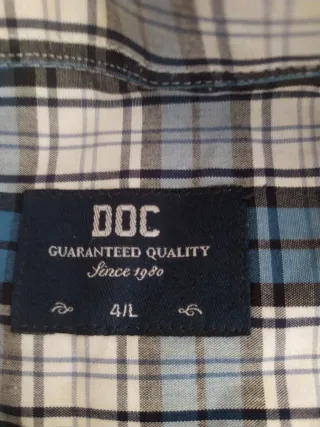 DOC
GUARANTEED QUALITY
Since 1980
4/L